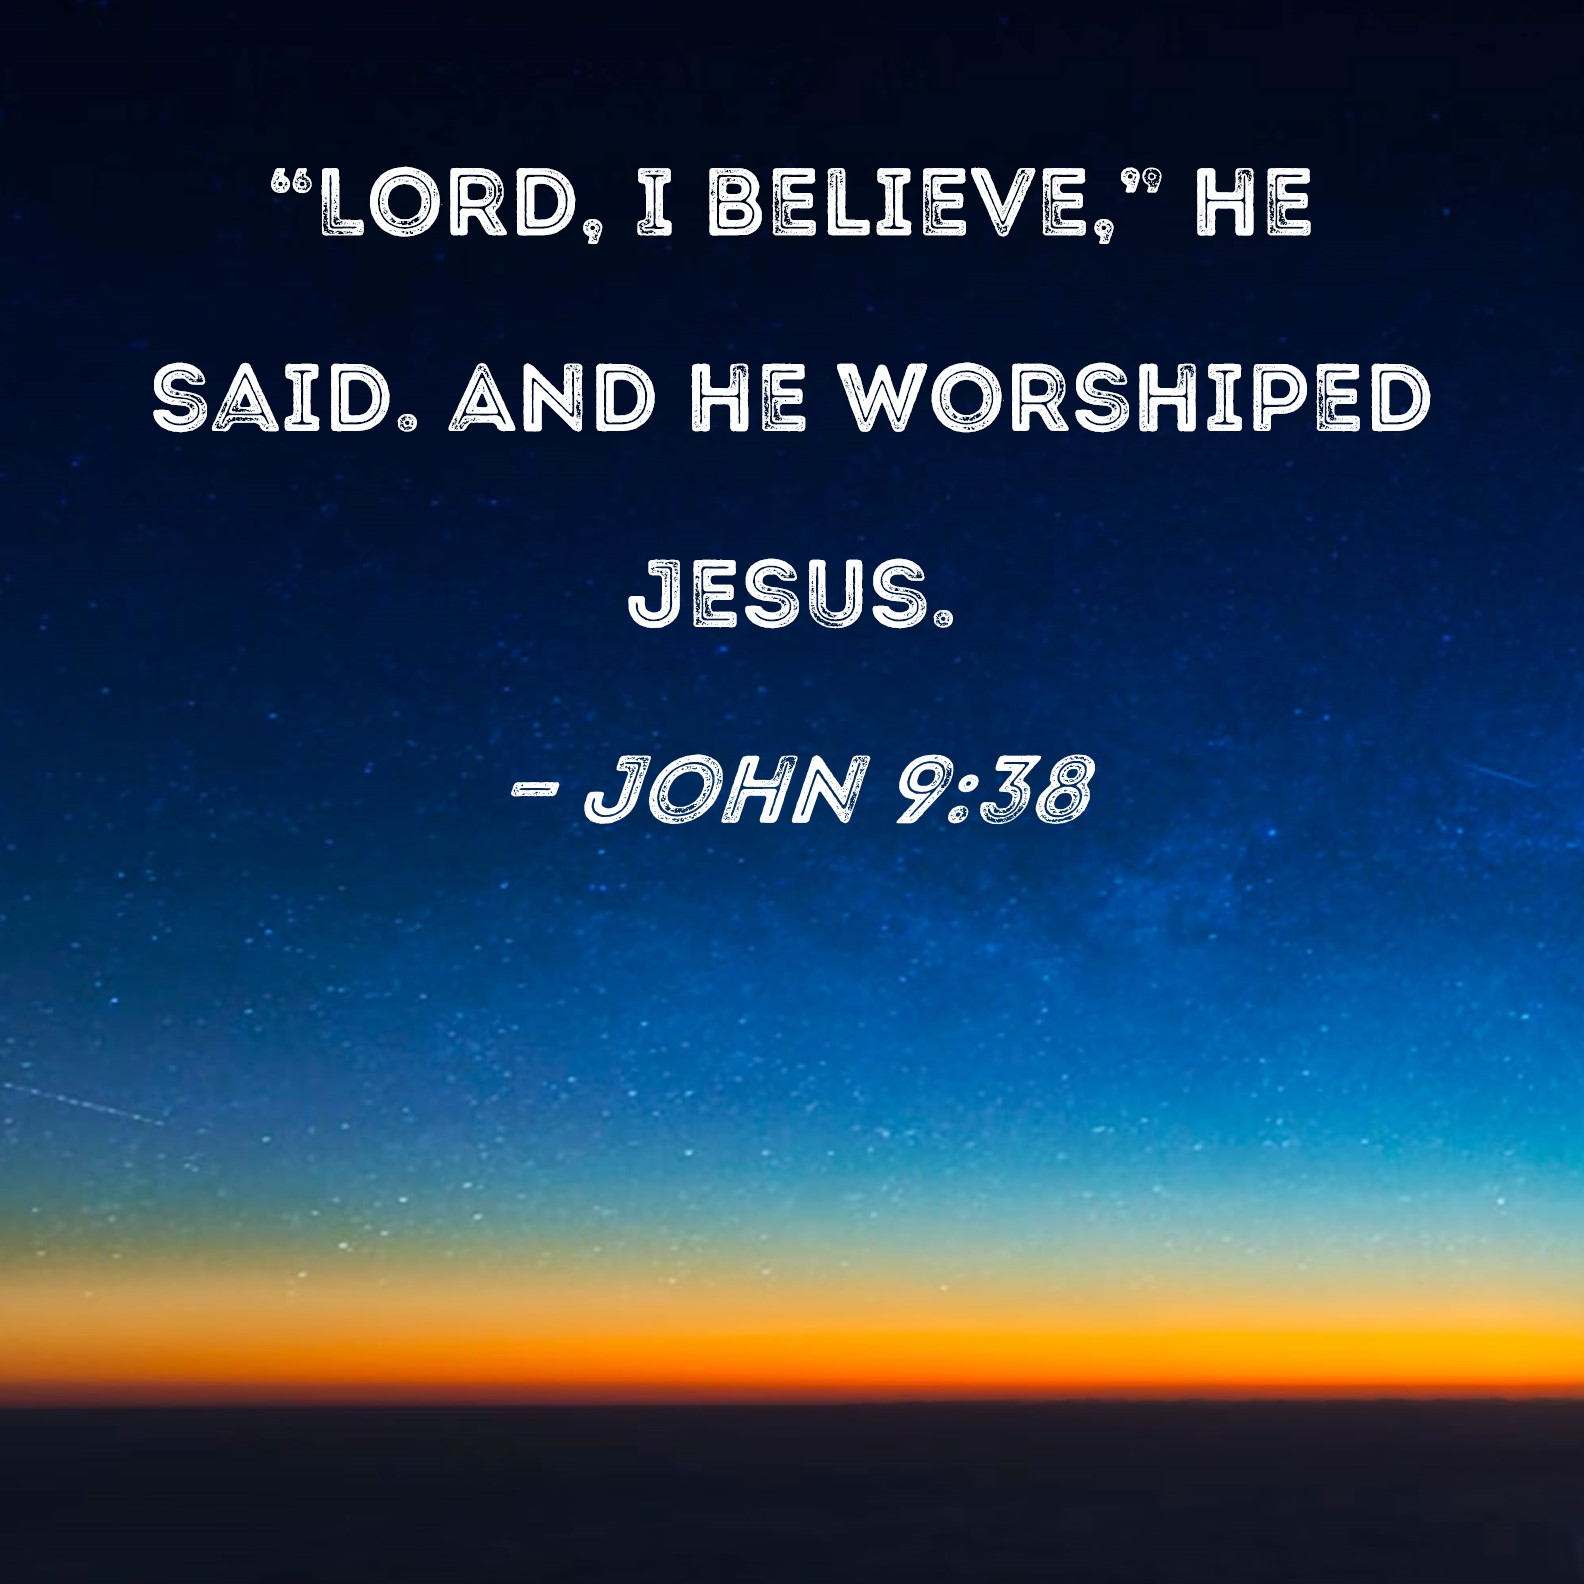 “LORD, I BELIEVE,” HE
SAID. AND HE WORSHIPED
JESUS.
- JOHN 9:38